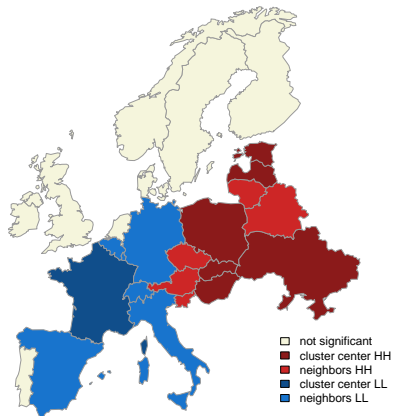 not significant
cluster center HH
neighbors HH
cluster center LL
neighbors LL